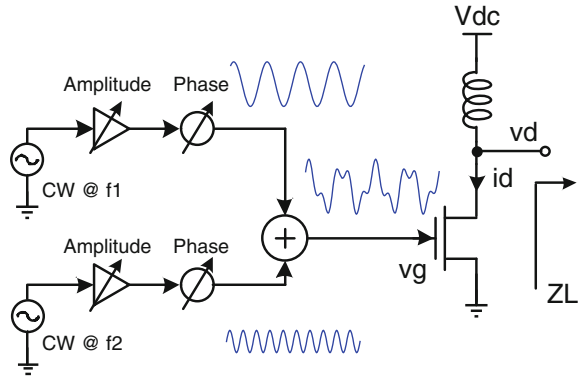 Vdc
Amplitude
Phase
CW @ f1
vd
id
Amplitude
Phase
vg
ZL
CW @ f2